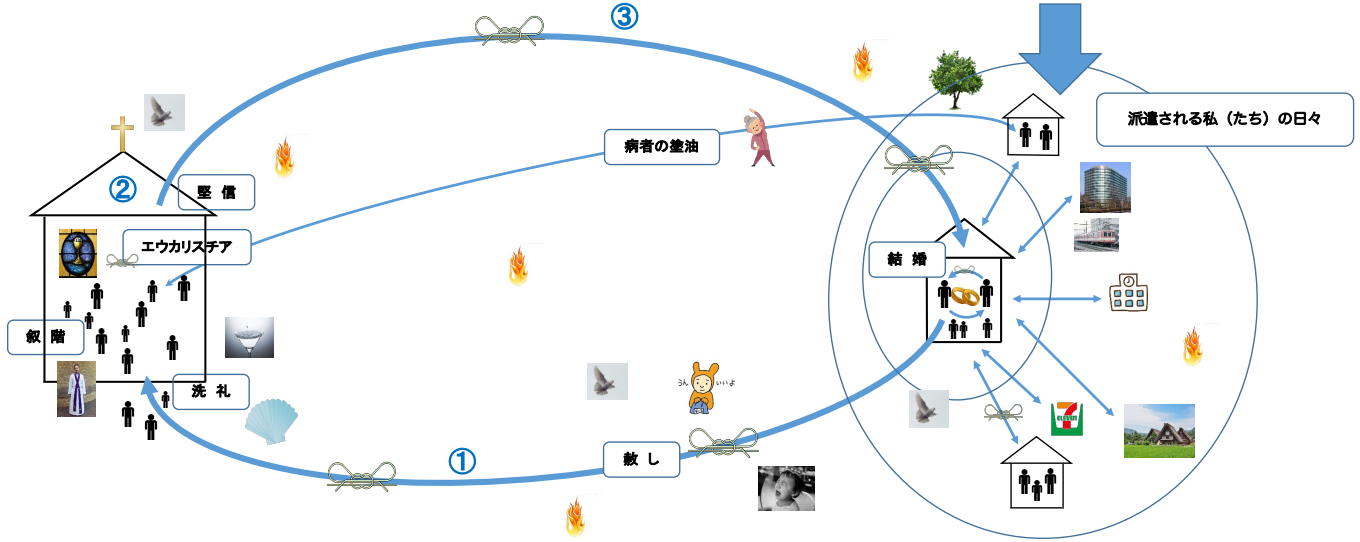 ③
派遣される私（たち）の日々
病者の塗油
②
堅 信
エウカリスチア
結 婚
叙 階
洗 礼
うん いいよ
7
ELEVEN
①
赦 し